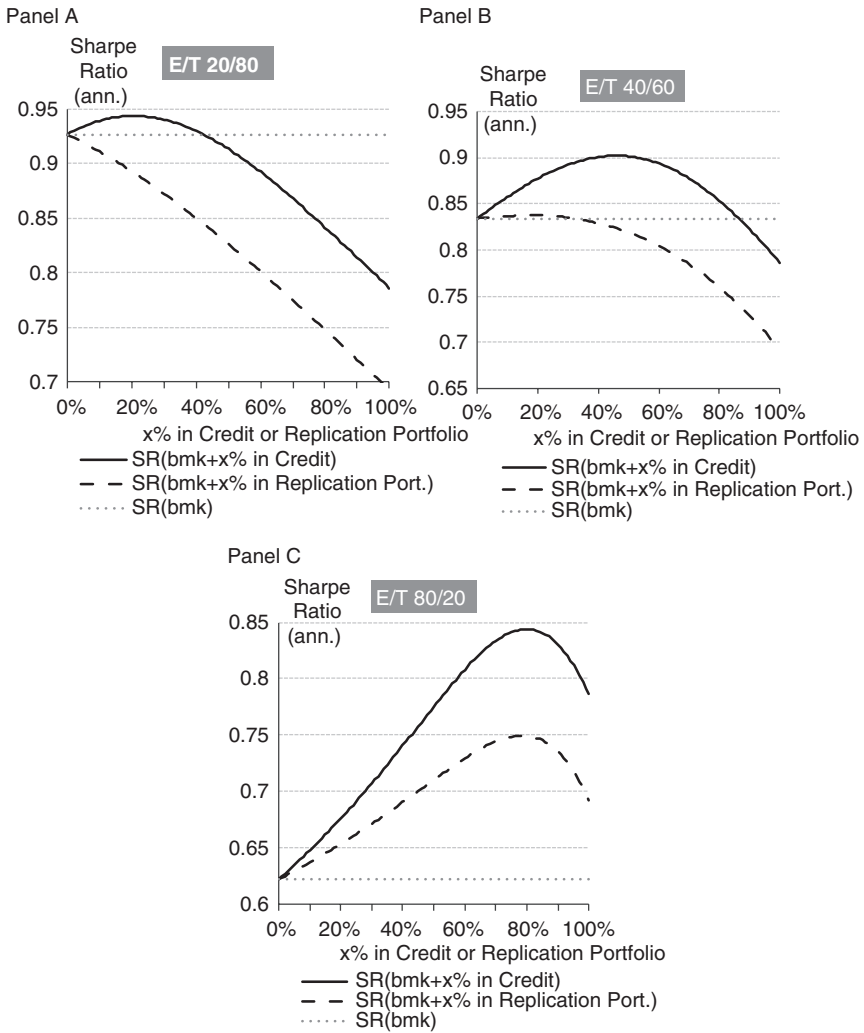 Panel A
Sharpe
Ratio
(ann.)
E/T 20/80
0.95
0.9
0.85
0.8
0.75
0.7
0% 20% 40% 60% 80% 100%
x% in Credit or Replication Portfolio
SR(bmk+x% in Credit)
SR(bmk+x% in Replication Port.)
SR(bmk)
Panel B
Sharpe
Ratio
(ann.)
E/T 40/60
0.95
0.9
0.85
0.8
0.75
0.7
0.65
0% 20% 40% 60% 80% 100%
x% in Credit or Replication Portfolio
SR(bmk+x% in Credit)
SR(bmk+x% in Replication Port.)
SR(bmk)
Panel C
Sharpe
Ratio
(ann.)
E/T 80/20
0.85
0.8
0.75
0.7
0.65
0.6
0% 20% 40% 60% 80% 100%
x% in Credit or Replication Portfolio
SR(bmk+x% in Credit)
SR(bmk+x% in Replication Port.)
SR(bmk)